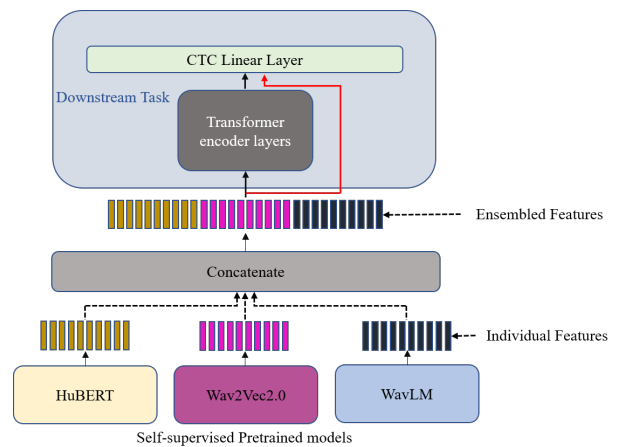 CTC Linear Layer
Downstream Task
Transformer
encoder layers
Ensembled Features
Concatenate
Individual Features
HuBERT
Wav2Vec2.0
WavLM
Self-supervised Pretrained models